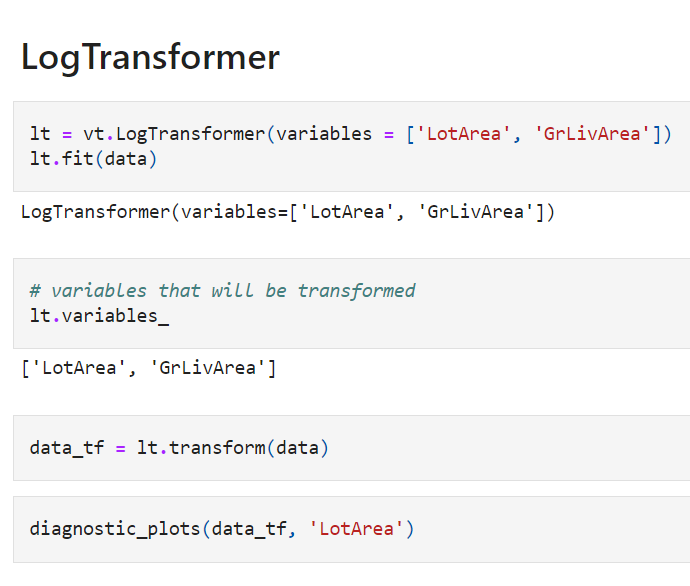 LogTransformer
lt = vt.LogTransformer(variables = ['LotArea', 'GrLivArea'])
lt.fit(data)
LogTransformer(variables=['LotArea', 'GrLivArea'])
# variables that will be transformed
lt.variables_
['LotArea', 'GrLivArea']
data_tf = lt.transform(data)
diagnostic_plots(data_tf, 'LotArea')